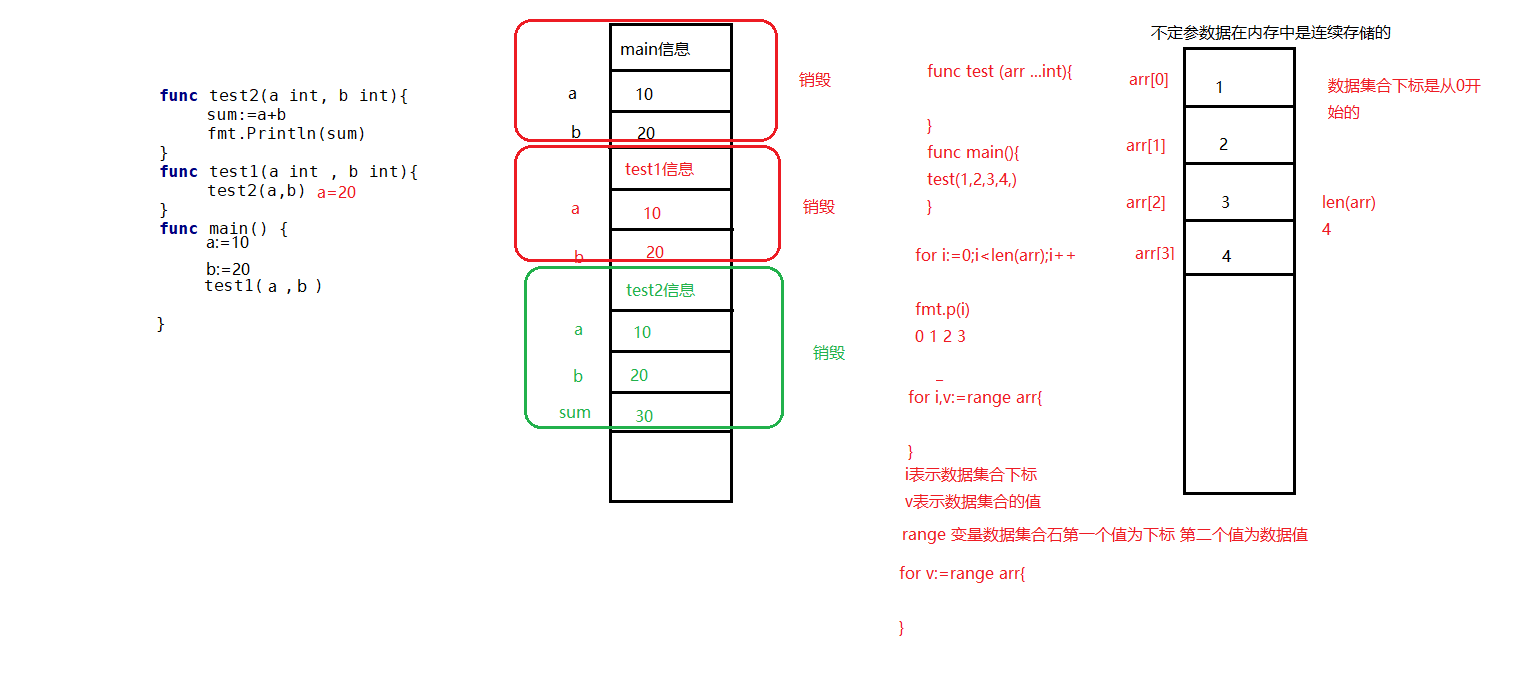 func test2(a int, b int){
sum:=a+b
fmt.Println(sum)
}
func test1(a int , b int){
test2(a,b) a=20
}
func main() {
a:=10
b:=20
test1( a , b )
}
main信息
a 10
b 20
销毁
test1信息
a 10
b 20
销毁
test2信息
a 10
b 20
sum 30
销毁
func test (arr ...int){
}
func main(){
test(1,2,3,4,)
}
for i:=0;i<len(arr);i++
fmt.p(i)
0 1 2 3
_
for i,v:=range arr{
}
i表示数据集合下标
v表示数据集合的值
range 变量数据集合石第一个值为下标 第二个值为数据值
for v:=range arr{
}
不定参数据在内存中是连续存储的
arr[0] 1
arr[1] 2
arr[2] 3
arr[3] 4
数据集合下标是从0开
始的
len(arr)
4